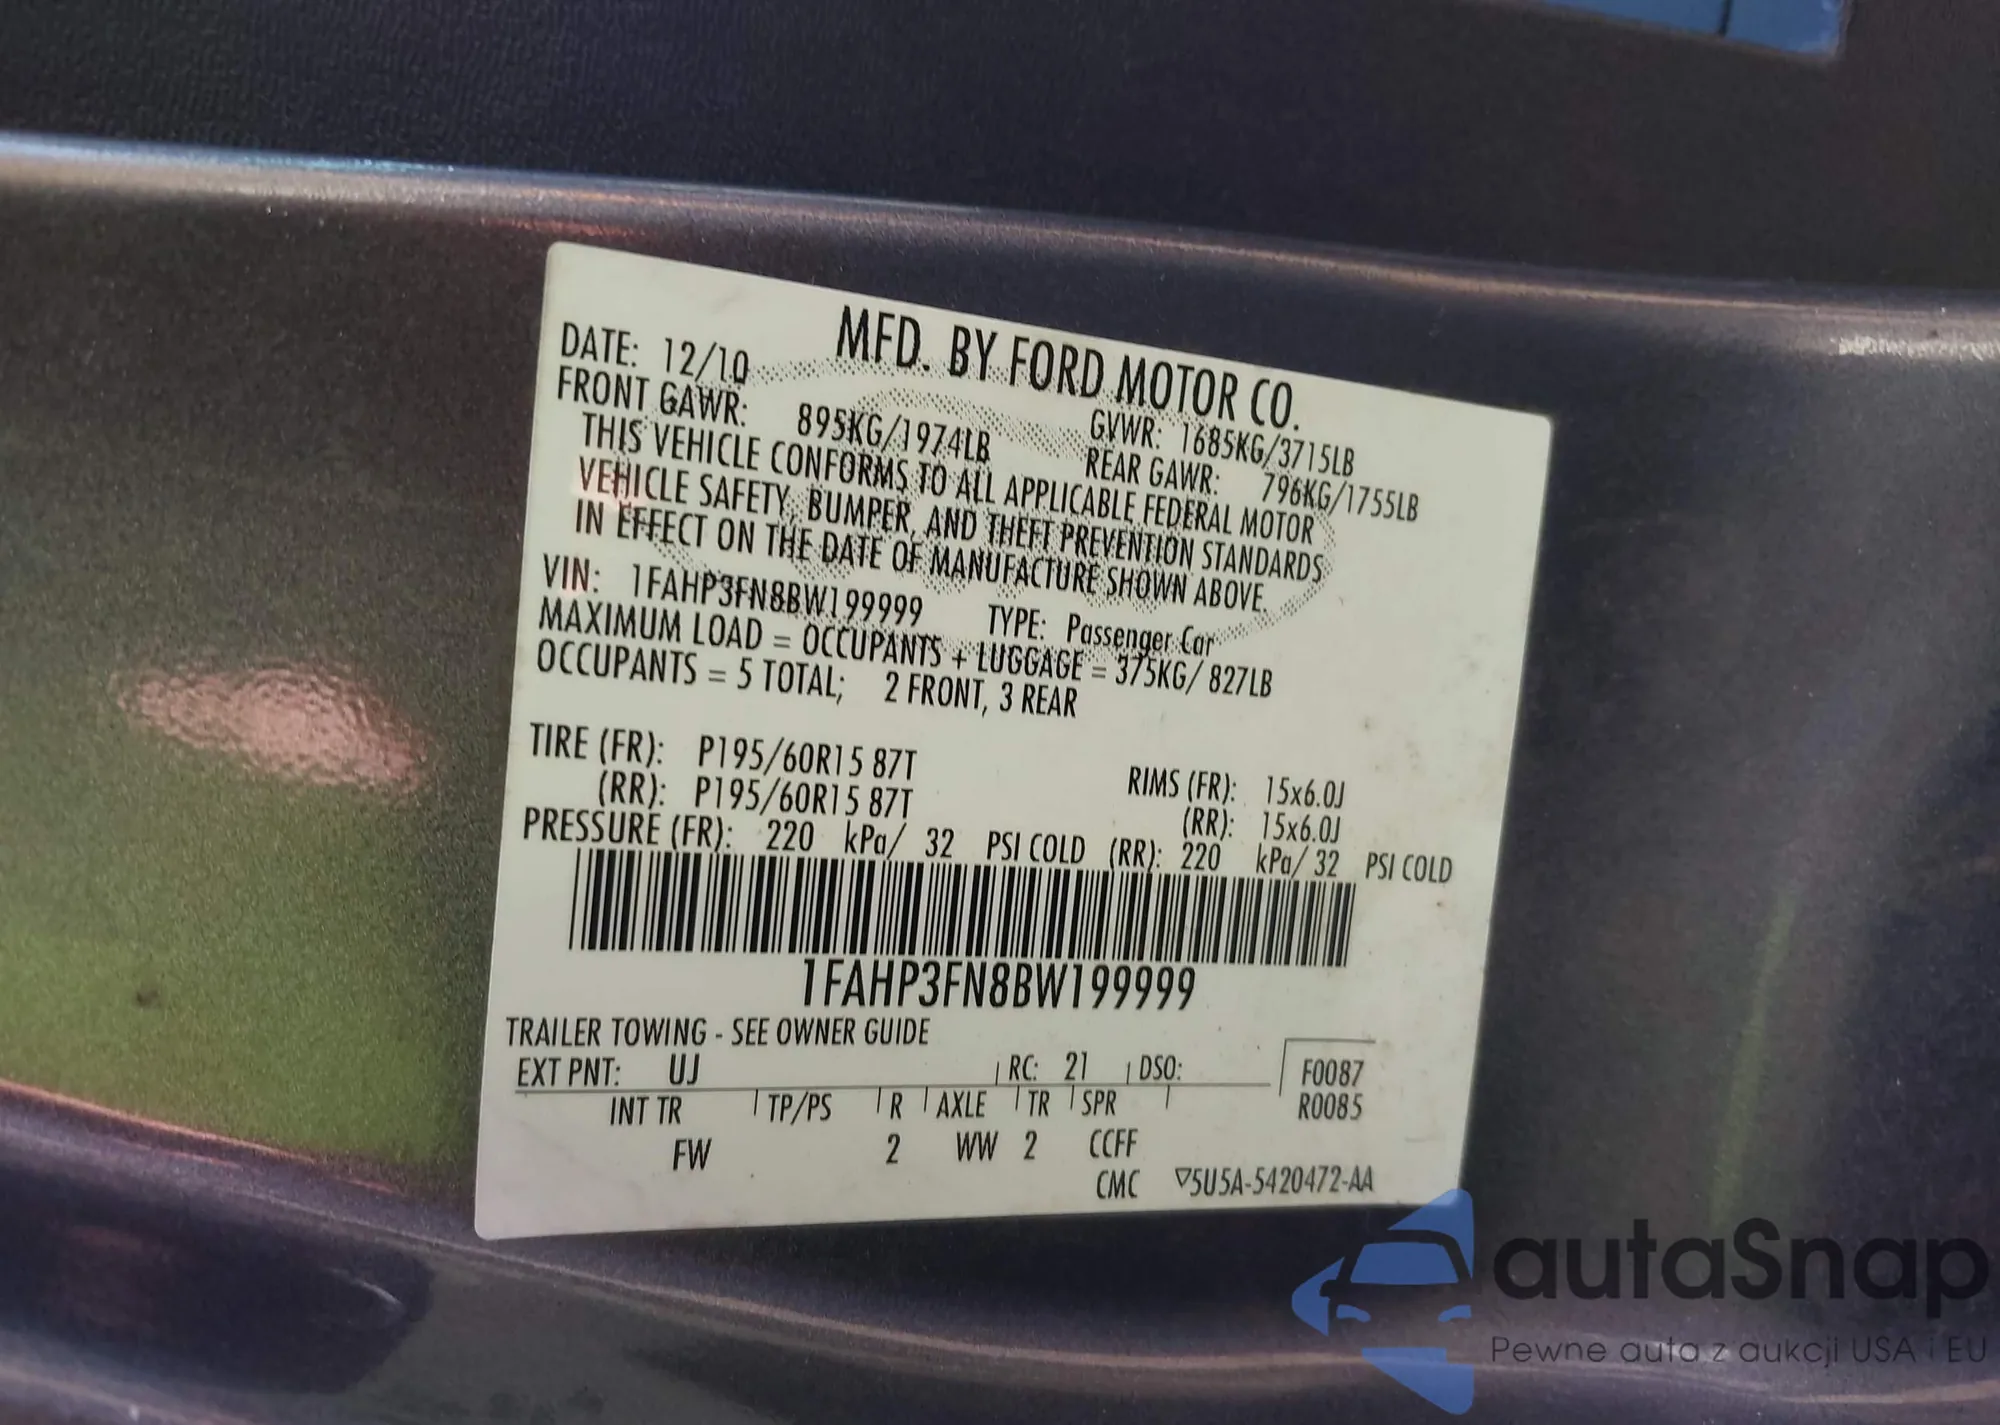 MFD. BY FORD MOTOR CO.
DATE: 12/10 GVWR: 1685KG/3715LB
FRONT GAWR: 895KG/1974LB REAR GAWR: 796KG/1755LB
THIS VEHICLE CONFORMS TO ALL APPLICABLE FEDERAL MOTOR
VEHICLE SAFETY, BUMPER, AND THEFT PREVENTION STANDARDS
IN EFFECT ON THE DATE OF MANUFACTURE SHOWN ABOVE.
VIN: 1FAHP3FN8BW199999 TYPE: Passenger Car
MAXIMUM LOAD = OCCUPANTS + LUGGAGE = 375KG/ 827LB
OCCUPANTS = 5 TOTAL; 2 FRONT, 3 REAR
TIRE (FR): P195/60R15 87T RIMS (FR): 15x6.0J
(RR): P195/60R15 87T (RR): 15x6.0J
PRESSURE (FR): 220 kPa/ 32 PSI COLD (RR): 220 kPa/ 32 PSI COLD
1FAHP3FN8BW199999
TRAILER TOWING - SEE OWNER GUIDE
EXT PNT: UJ RC: 21 DSO: F0087
INT TR TP/PS R AXLE TR SPR R0085
FW 2 WW 2 CCFF
CMC ▽5U5A-5420472-AA
autaSnap
Pewne auta z aukcji USA i EU